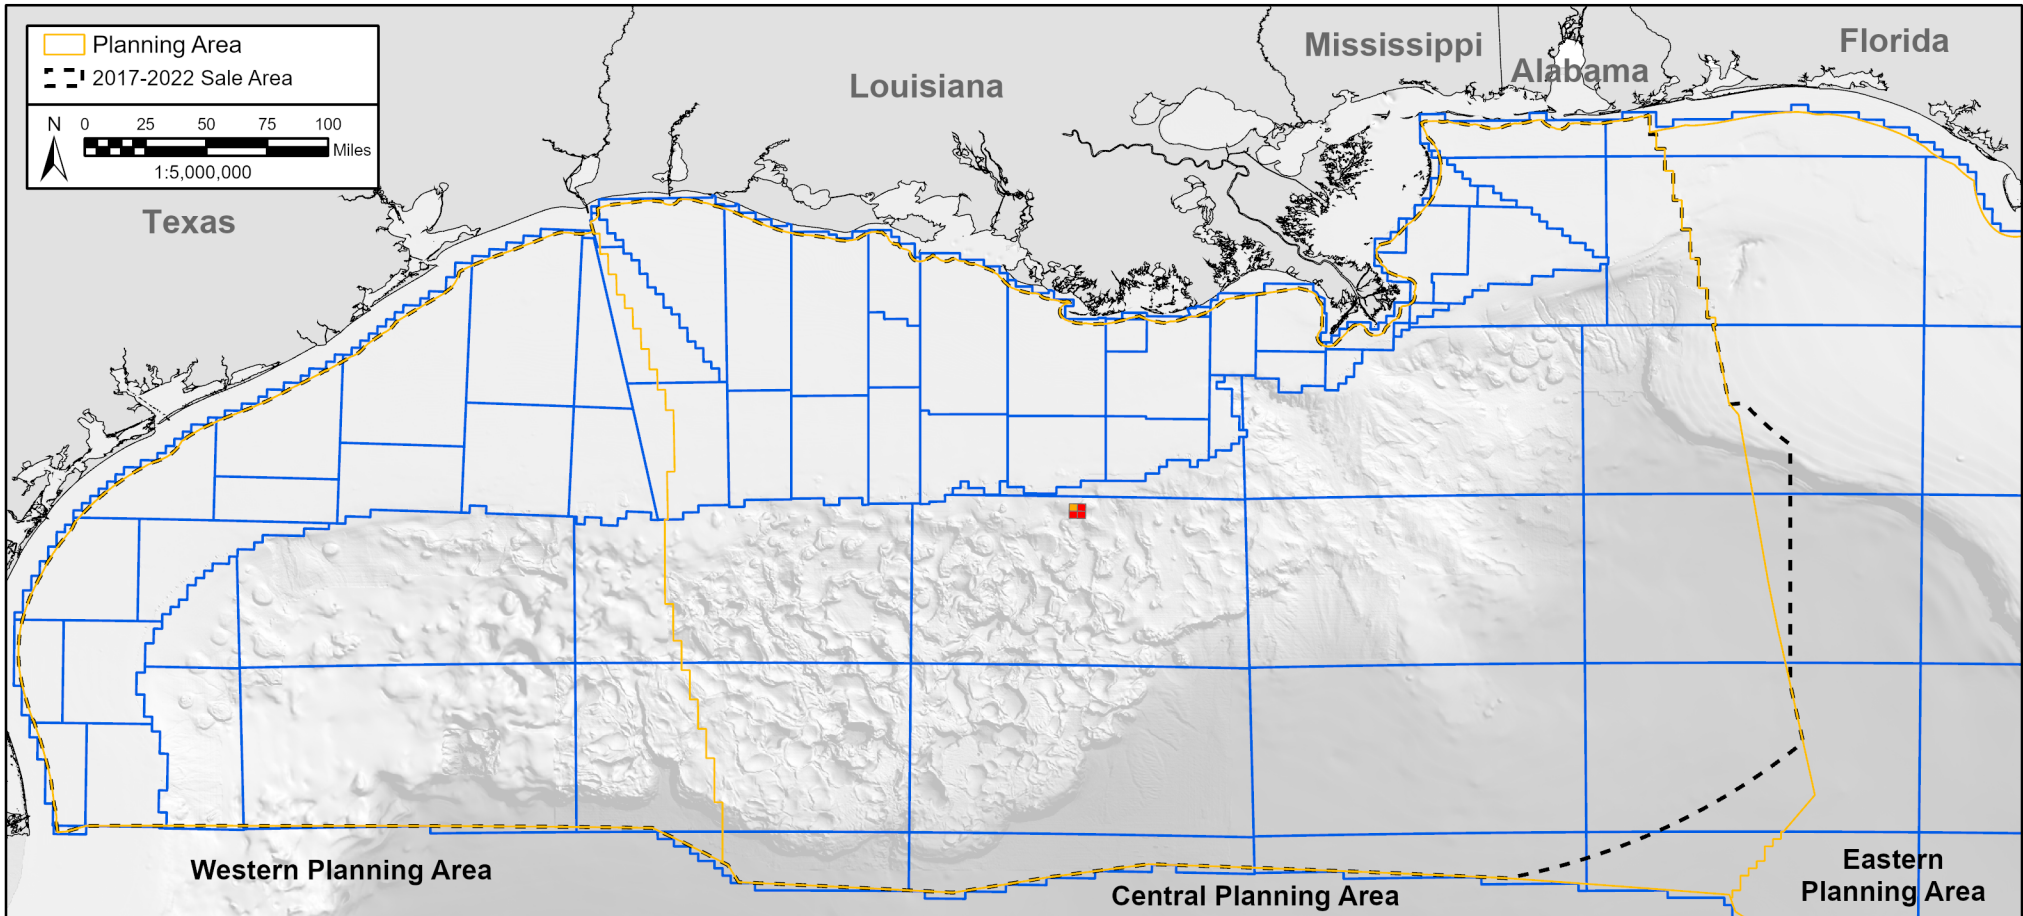 Planning Area
2017-2022 Sale Area
N
0 25 50 75 100
Miles
1:5,000,000
Texas
Louisiana
Mississippi
Alabama
Florida
Western Planning Area
Central Planning Area
Eastern
Planning Area